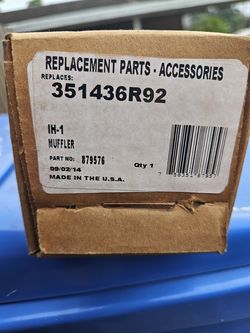 REPLACEMENT PARTS - ACCESSORIES
REPLACES:
351436R92
IH-1
MUFFLER
PART NO: 879576
Qty 1
09/02/14
MADE IN THE U.S.A.